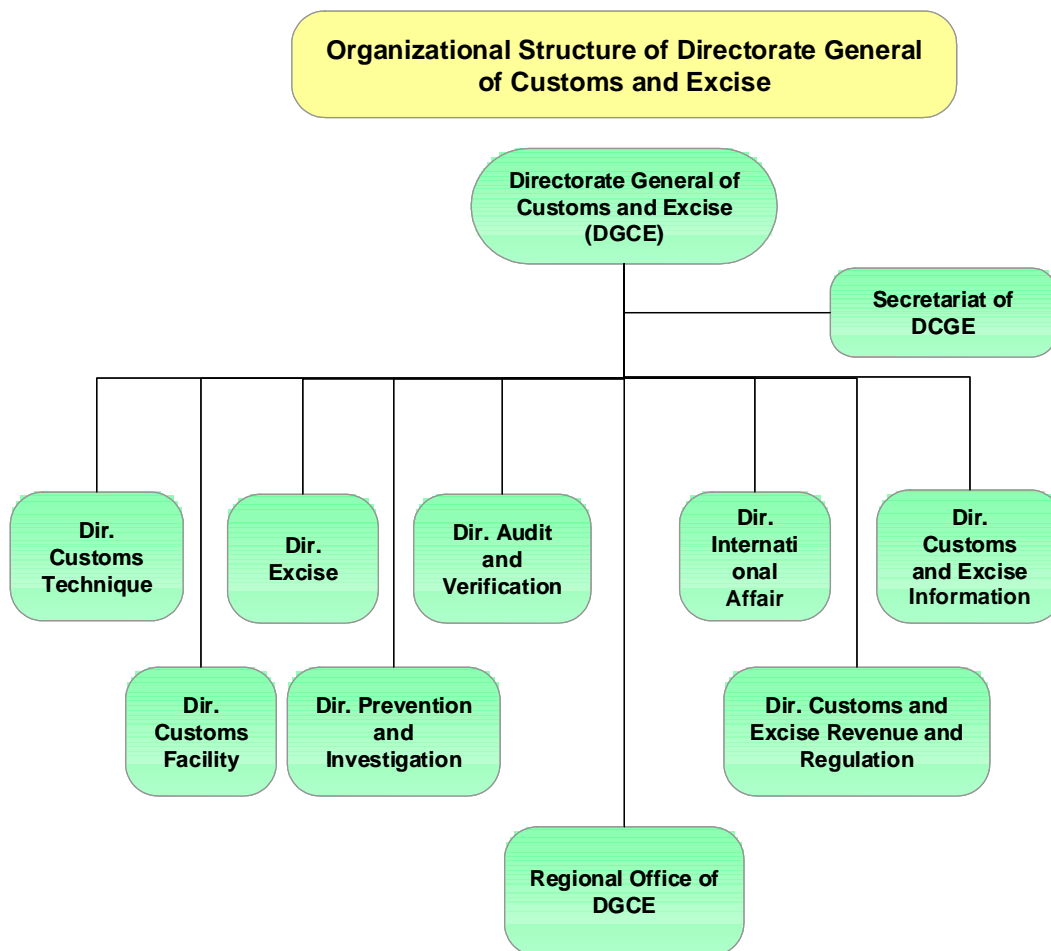 Organizational Structure of Directorate General
of Customs and Excise
Directorate General of
Customs and Excise
(DGCE)
Secretariat of
DCGE
Dir.
Customs
Technique
Dir.
Excise
Dir. Audit
and
Verification
Dir.
Internati
onal
Affair
Dir.
Customs
and Excise
Information
Dir.
Customs
Facility
Dir. Prevention
and
Investigation
Dir. Customs and
Excise Revenue and
Regulation
Regional Office of
DGCE